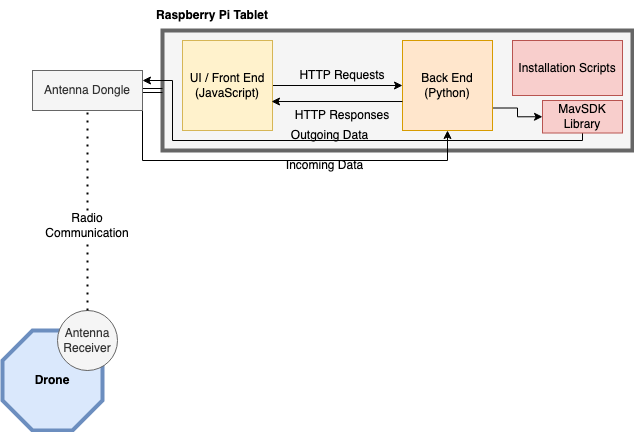 Raspberry Pi Tablet
UI / Front End
(JavaScript)
HTTP Requests
HTTP Responses
Back End
(Python)
Installation Scripts
MavSDK
Library
Antenna Dongle
Outgoing Data
Incoming Data
Radio
Communication
Antenna
Receiver
Drone